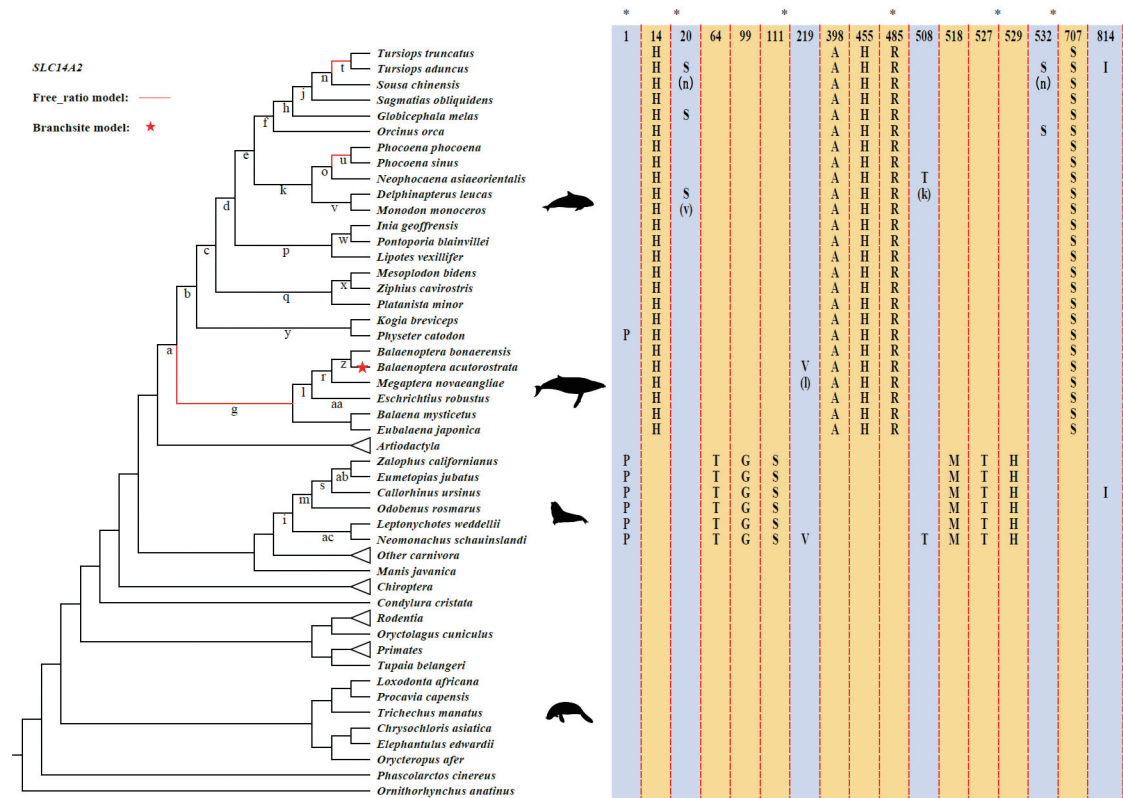 * * * * * *
1 14 20 64 99 111 219 398 455 485 508 518 527 529 532 707 814
SLC14A2
Free_ratio model:
Branchsite model:
Tursiops truncatus H A H R S
t Tursiops aduncus H S A H R S S I
n Sousa chinensis H (n) A H R (n) S
j Sagmatias obliquidens H A H R S
h Globicephala melas H S A H R S
f Orcinus orca H A H R S S
e Phocoena phocoena H A H R S
u Phocoena sinus H A H R S
o Neophocaena asiaeorientalis H A H R T S
k Delphinapterus leucas H S A H R (k) S
d v Monodon monoceros H (v) A H R S
Inia geoffrensis H A H R S
w Pontoporia blainvillei H A H R S
c p Lipotes vexillifer H A H R S
Mesoplodon bidens H A H R S
x Ziphius cavirostris H A H R S
b q Platanista minor H A H R S
Kogia breviceps H A H R S
y Physeter catodon P H A H R S
a Balaenoptera bonaerensis H A H R S
z Balaenoptera acutorostrata H V A H R S
r Megaptera novaeangliae H (l) A H R S
l Eschrichtius robustus H A H R S
g aa Balaena mysticetus H A H R S
Eubalaena japonica H A H R S
Artiodactyla
Zalophus californianus P T G S M T H
ab Eumetopias jubatus P T G S M T H
s Callorhinus ursinus P T G S M T H I
m Odobenus rosmarus P T G S M T H
i Leptonychotes weddellii P T G S M T H
ac Neomonachus schauinslandi P T G S V T M T H
Other carnivora
Manis javanica
Chiroptera
Condylura cristata
Rodentia
Oryctolagus cuniculus
Primates
Tupaia belangeri
Loxodonta africana
Procavia capensis
Trichechus manatus
Chrysochloris asiatica
Elephantulus edwardii
Orycteropus afer
Phascolarctos cinereus
Ornithorhynchus anatinus